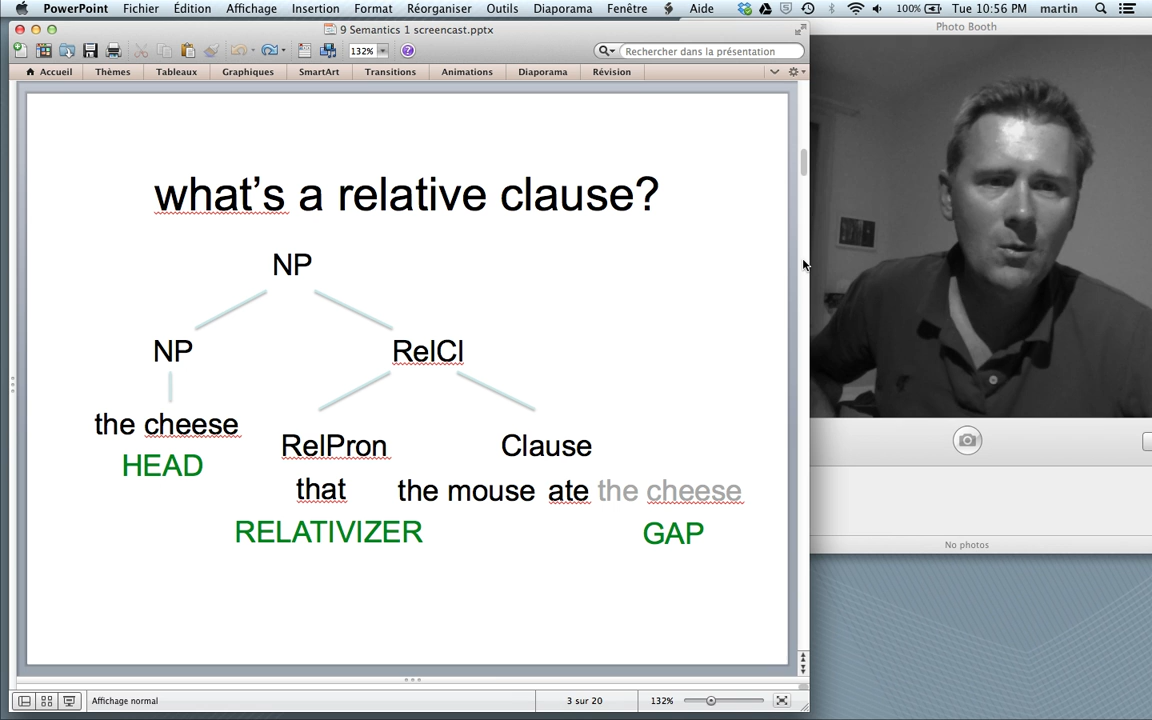 PowerPoint Fichier Édition Affichage Insertion Format Réorganiser Outils Diaporama Fenêtre Aide 100% Tue 10:56 PM martin
9 Semantics 1 screencast.pptx
Photo Booth
132% Rechercher dans la présentation
Accueil Thèmes Tableaux Graphiques SmartArt Transitions Animations Diaporama Révision
what's a relative clause?
NP
NP RelCl
the cheese
HEAD
RelPron Clause
that the mouse ate the cheese
RELATIVIZER GAP
No photos
Affichage normal 3 sur 20 132%